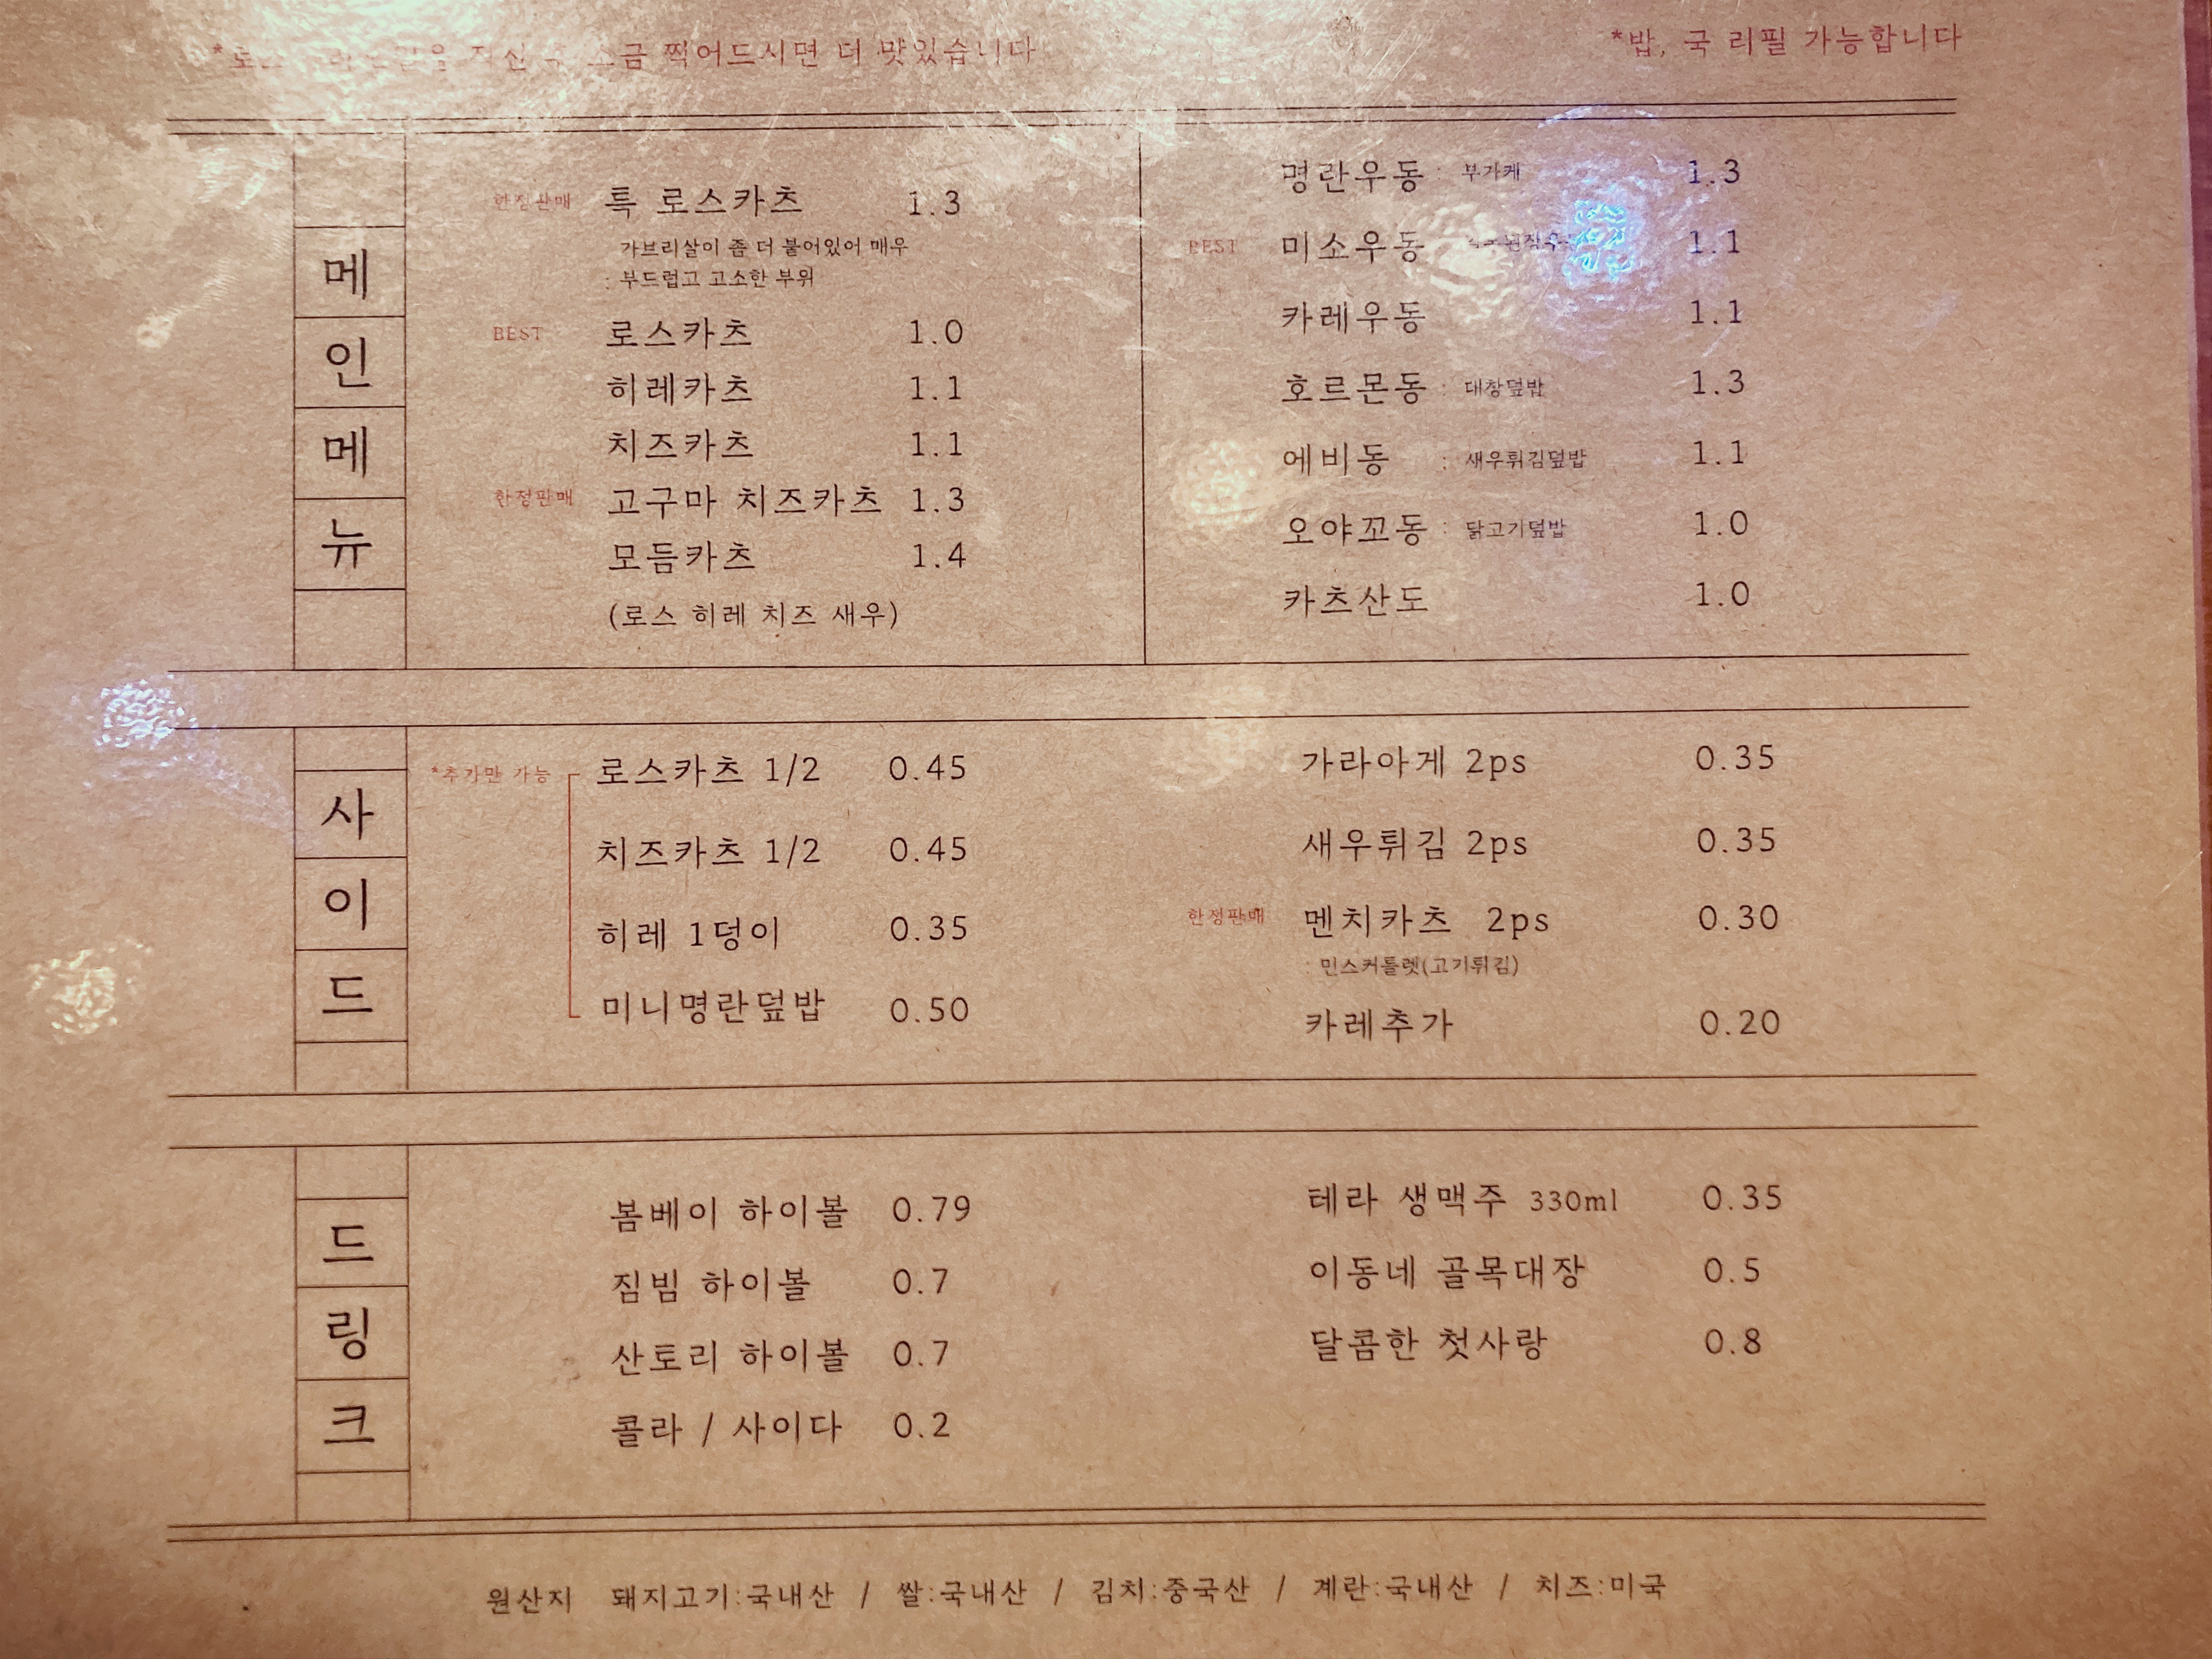 금 찍어드시면 더 맛있습니다
*밥, 국 리필 가능합니다
메인메뉴
한정판매 특 로스카츠 1.3
가브리살이 좀 더 붙어있어 매우
: 부드럽고 고소한 부위
BEST 로스카츠 1.0
히레카츠 1.1
치즈카츠 1.1
한정판매 고구마 치즈카츠 1.3
모듬카츠 1.4
(로스 히레 치즈 새우)
명란우동 : 부가케 1.3
BEST 미소우동 1.1
카레우동 1.1
호르몬동 : 대창덮밥 1.3
에비동 : 새우튀김덮밥 1.1
오야꼬동 : 닭고기덮밥 1.0
카츠산도 1.0
사이드
*추가만 가능
로스카츠 1/2 0.45
치즈카츠 1/2 0.45
히레 1덩이 0.35
미니명란덮밥 0.50
가라아게 2ps 0.35
새우튀김 2ps 0.35
한정판매 멘치카츠 2ps 0.30
: 민스커틀렛(고기튀김)
카레추가 0.20
드링크
봄베이 하이볼 0.79
짐빔 하이볼 0.7
산토리 하이볼 0.7
콜라 / 사이다 0.2
테라 생맥주 330ml 0.35
이동네 골목대장 0.5
달콤한 첫사랑 0.8
원산지 돼지고기:국내산 / 쌀:국내산 / 김치:중국산 / 계란:국내산 / 치즈:미국